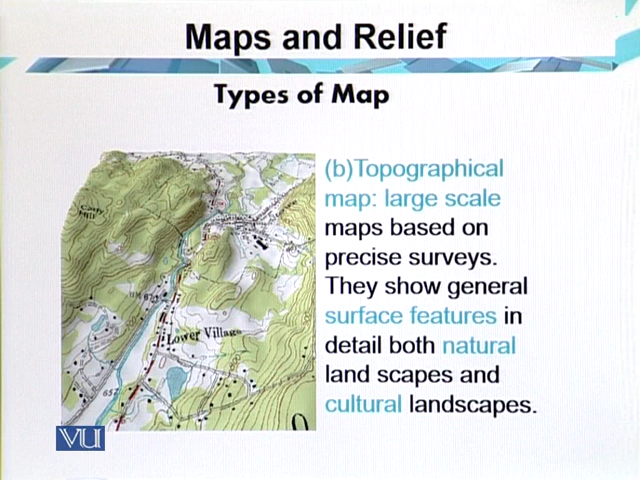 Maps and Relief
Types of Map
(b)Topographical
map: large scale
maps based on
precise surveys.
They show general
surface features in
detail both natural
land scapes and
cultural landscapes.
Lower Village
657
VU